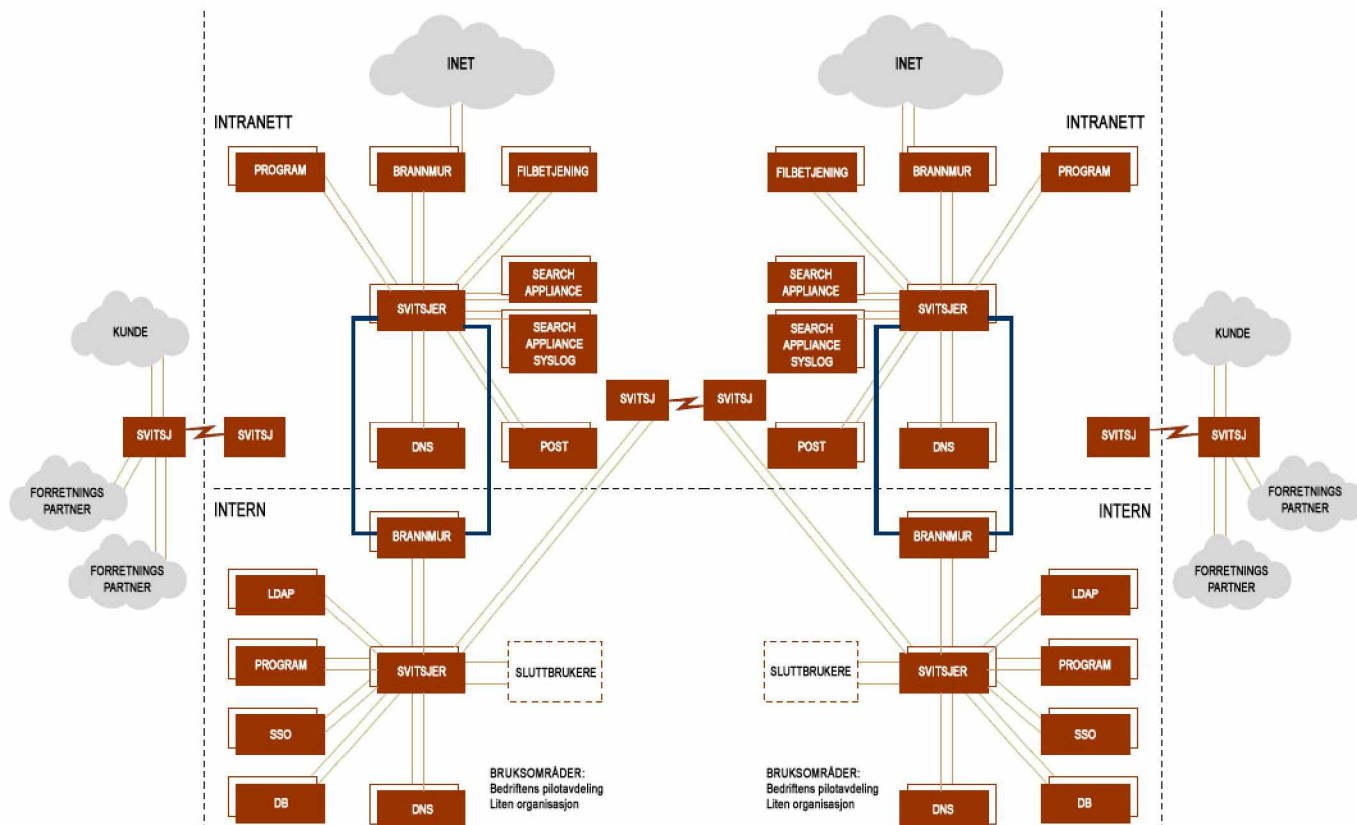 INET
INET
INTRANETT
INTRANETT
PROGRAM
BRANNMUR
FILBETJENING
FILBETJENING
BRANNMUR
PROGRAM
SVITSJER
SEARCH
APPLIANCE
SEARCH
APPLIANCE
SVITSJER
SEARCH
APPLIANCE
SYSLOG
SEARCH
APPLIANCE
SYSLOG
KUNDE
KUNDE
SVITSJ
SVITSJ
SVITSJ
SVITSJ
SVITSJ
SVITSJ
DNS
POST
POST
DNS
FORRETNINGS
PARTNER
FORRETNINGS
PARTNER
INTERN
INTERN
BRANNMUR
BRANNMUR
FORRETNINGS
PARTNER
FORRETNINGS
PARTNER
LDAP
LDAP
PROGRAM
SVITSJER
SLUTTBRUKERE
SLUTTBRUKERE
SVITSJER
PROGRAM
SSO
SSO
BRUKSOMRÅDER:
Bedriftens pilotavdeling
Liten organisasjon
BRUKSOMRÅDER:
Bedriftens pilotavdeling
Liten organisasjon
DB
DNS
DNS
DB